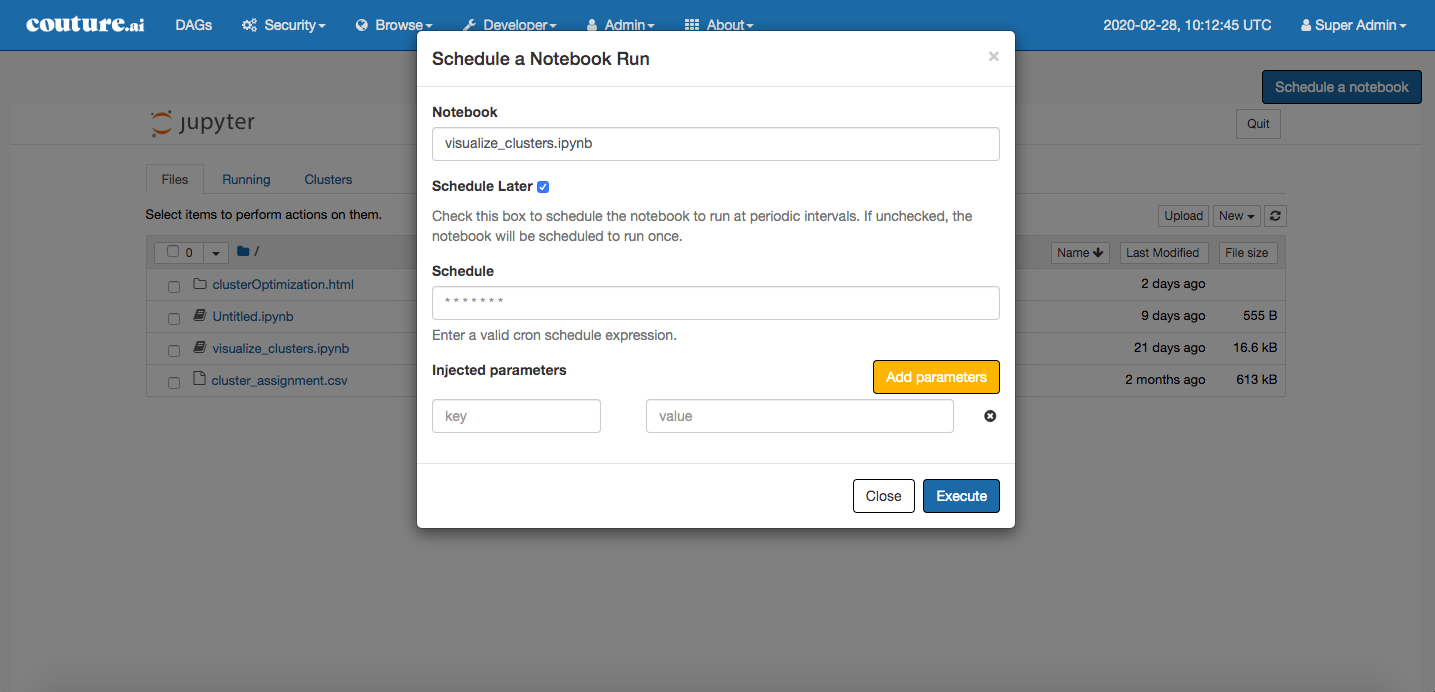 couture.ai DAGs Security Browse Developer Admin About 2020-02-28, 10:12:45 UTC Super Admin
Schedule a notebook
jupyter Quit
Files Running Clusters
Select items to perform actions on them. Upload New
0 / Name Last Modified File size
clusterOptimization.html 2 days ago
Untitled.ipynb 9 days ago 555 B
visualize_clusters.ipynb 21 days ago 16.6 kB
cluster_assignment.csv 2 months ago 613 kB
Schedule a Notebook Run ×
Notebook
visualize_clusters.ipynb
Schedule Later
Check this box to schedule the notebook to run at periodic intervals. If unchecked, the
notebook will be scheduled to run once.
Schedule
* * * * * * *
Enter a valid cron schedule expression.
Injected parameters Add parameters
key value
Close Execute